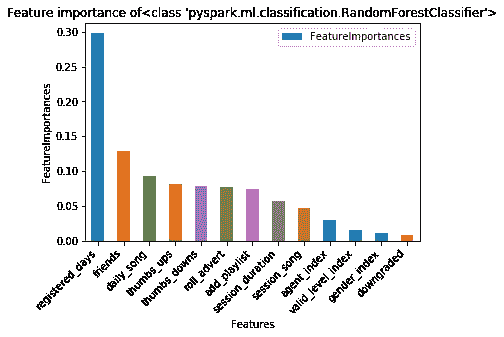 Feature importance of<class 'pyspark.ml.classification.RandomForestClassifier'>
FeatureImportances
0.30
0.25
0.20
0.15
0.10
0.05
0.00
FeatureImportances
registered_days
friends
daily_song
thumbs_ups
thumbs_downs
roll_advert
add_playlist
session_duration
session_song
agent_index
valid_level_index
gender_index
downgraded
Features